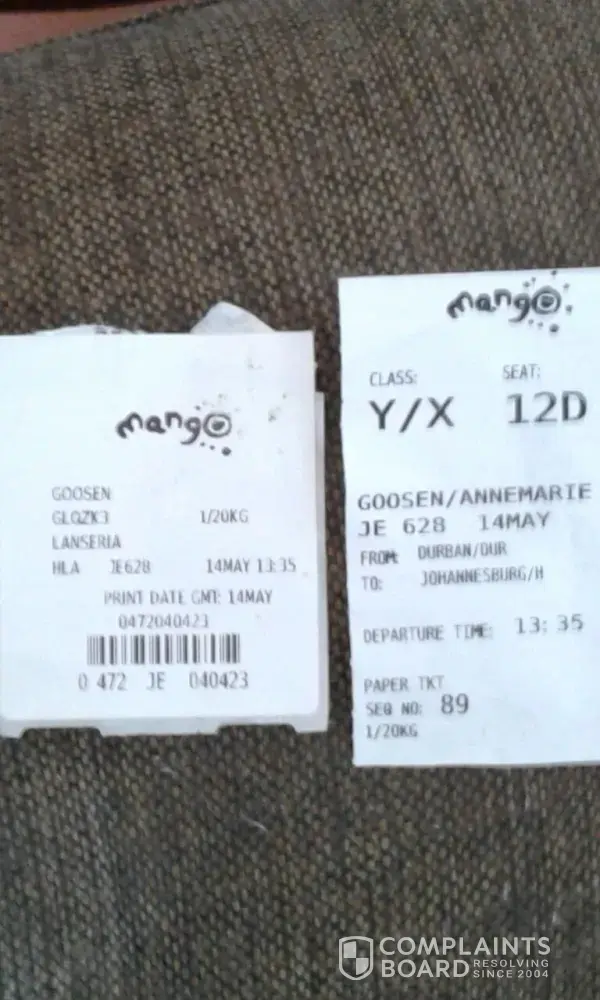 mango
GOOSEN
GLQZK3 1/20KG
LANSERIA
HLA JE628 14MAY 13:35
PRINT DATE GMT: 14MAY
0472040423
0 472 JE 040423
mango
CLASS: SEAT:
Y/X 12D
GOOSEN/ANNEMARIE
JE 628 14MAY
FROM: DURBAN/DUR
TO: JOHANNESBURG/H
DEPARTURE TIME: 13:35
PAPER TKT
SEQ NO: 89
1/20KG
COMPLAINTS
BOARD RESOLVING
SINCE 2004